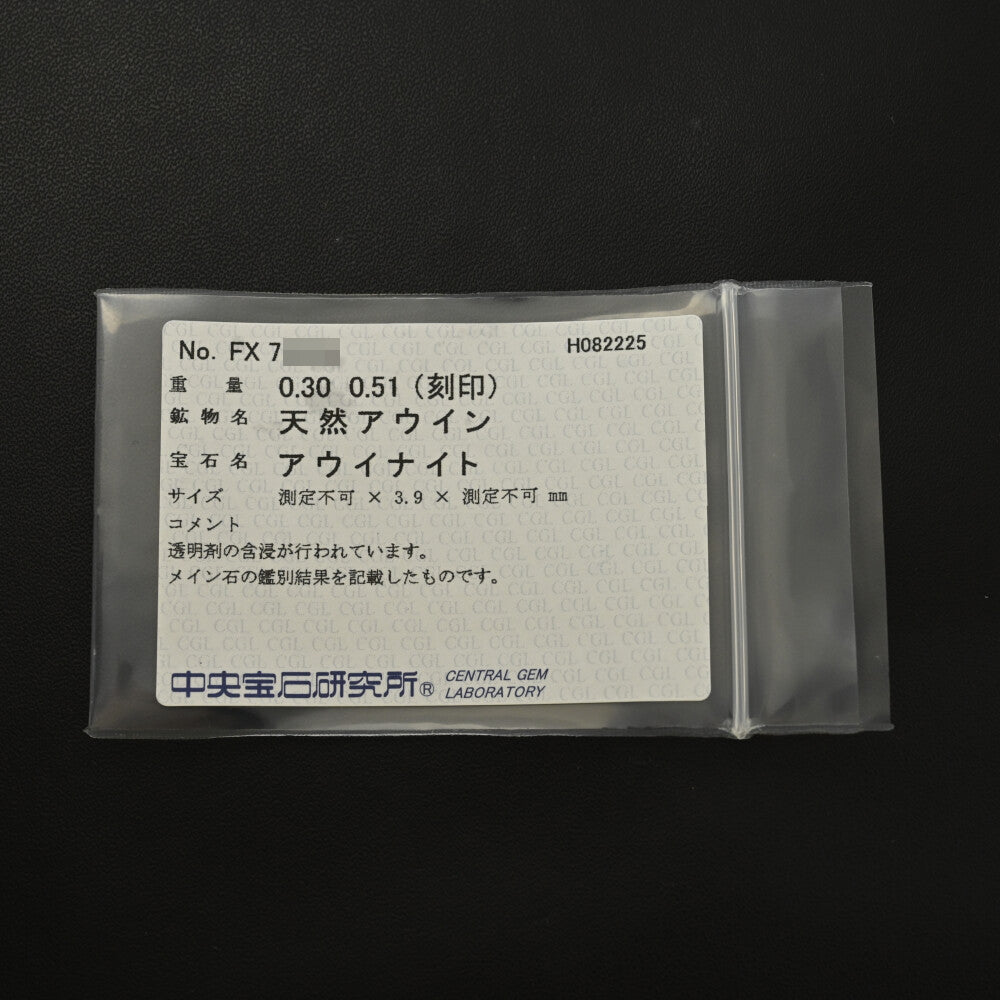 No. FX 7
H082225
重量 0.30 0.51 (刻印)
鉱物名 天然アウイン
宝石名 アウイナイト
サイズ 測定不可 × 3.9 × 測定不可 mm
コメント
透明剤の含浸が行われています。
メイン石の鑑別結果を記載したものです。
中央宝石研究所® CENTRAL GEM
LABORATORY